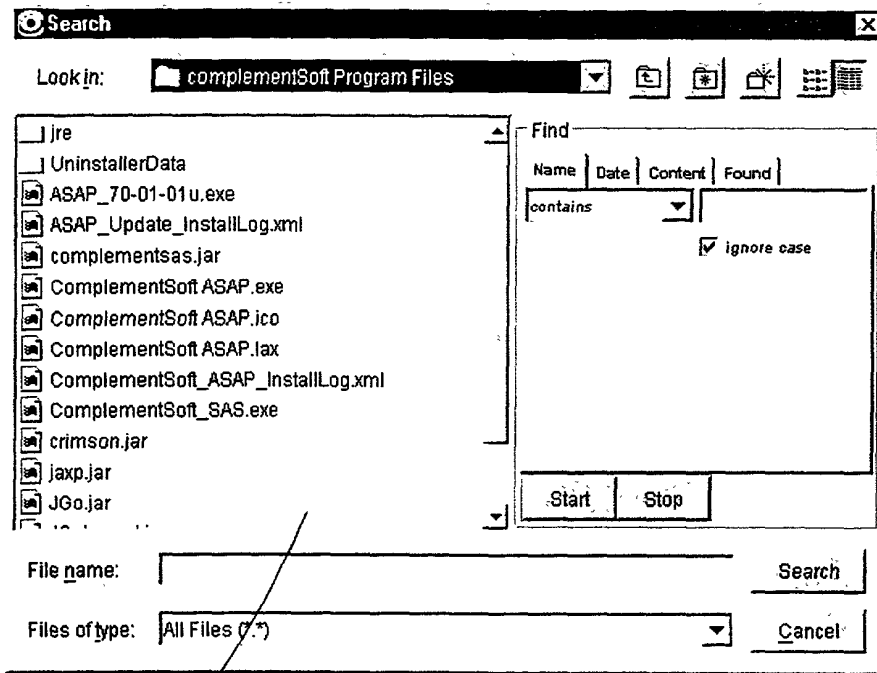 Search
Look in: complementSoft Program Files
jre
UninstallerData
ASAP_70-01-01u.exe
ASAP_Update_InstallLog.xml
complementsas.jar
ComplementSoft ASAP.exe
ComplementSoft ASAP.ico
ComplementSoft ASAP.lax
ComplementSoft_ASAP_InstallLog.xml
ComplementSoft_SAS.exe
crimson.jar
jaxp.jar
JGo.jar
Find
Name Date Content Found
contains
ignore case
Start Stop
File name: Search
Files of type: All Files (*.*) Cancel